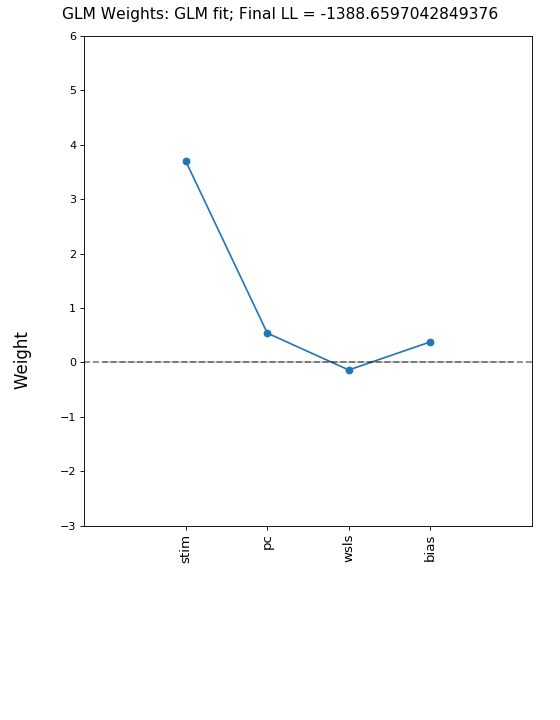 GLM Weights: GLM fit; Final LL = -1388.6597042849376
6
5
4
3
2
1
0
−1
−2
−3
Weight
stim
pc
wsls
bias